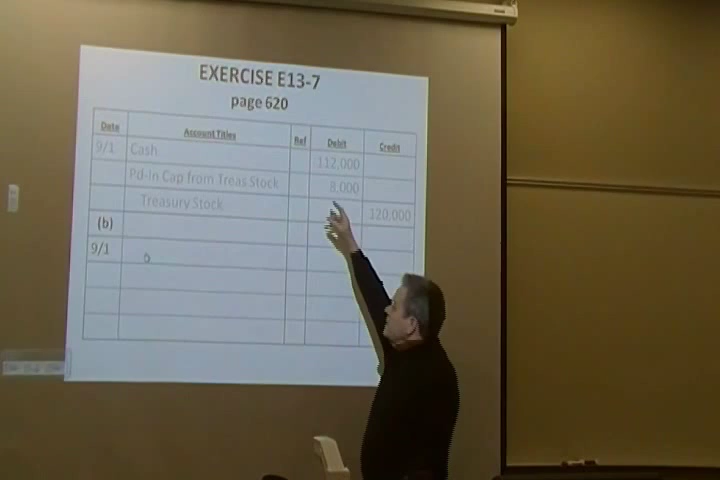 EXERCISE E13-7
page 620
Date Account Titles Ref Debit Credit
9/1 Cash 112,000
Pd-In Cap from Treas Stock 8,000
Treasury Stock 120,000
(b)
9/1